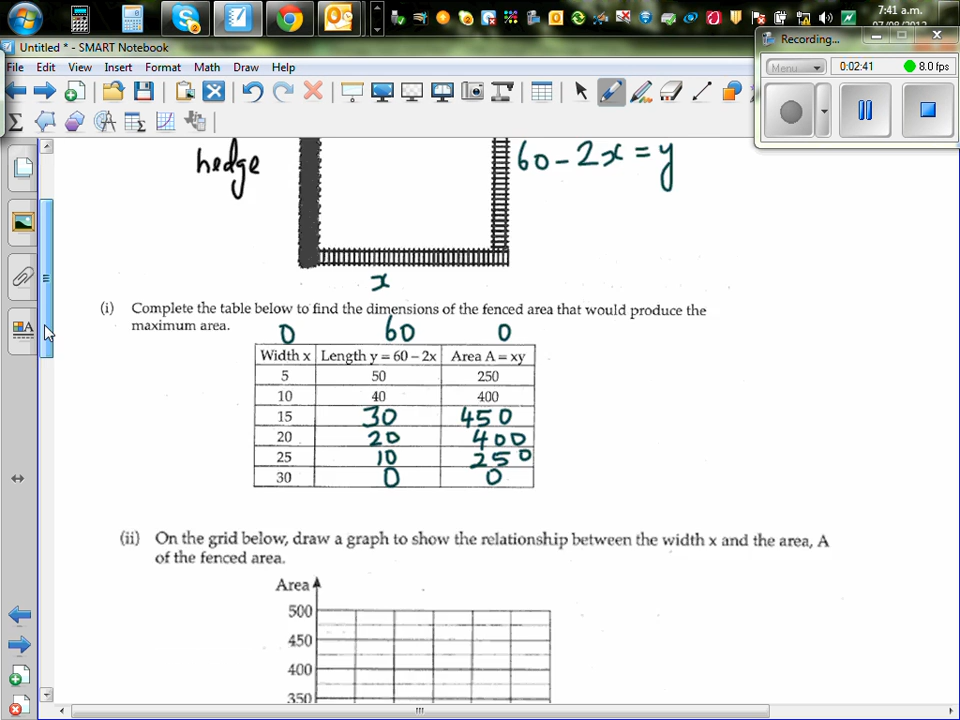 7:41 a.m.
07/08/2012
Untitled * - SMART Notebook
Recording...
File Edit View Insert Format Math Draw Help
Menu
0:02:41
8.0 fps
hedge
60 - 2x = y
x
(i) Complete the table below to find the dimensions of the fenced area that would produce the
maximum area.
0 60 0
Width x Length y = 60 – 2x Area A = xy
5 50 250
10 40 400
15 30 450
20 20 400
25 10 250
30 0 0
(ii) On the grid below, draw a graph to show the relationship between the width x and the area, A
of the fenced area.
Area
500
450
400
350